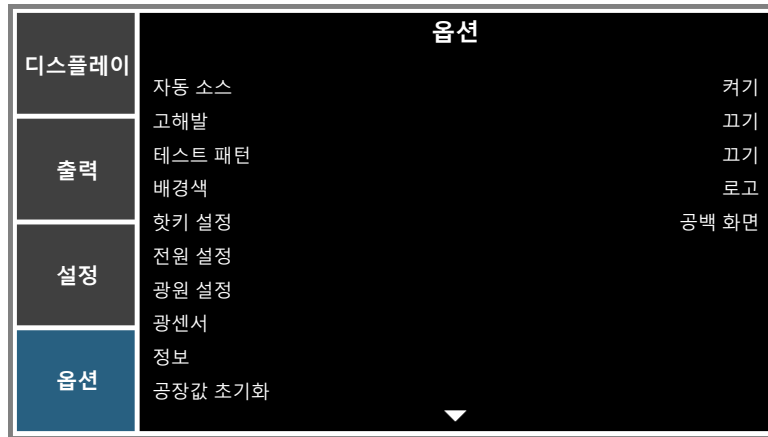 디스플레이
출력
설정
옵션
옵션
자동 소스 켜기
고해발 끄기
테스트 패턴 끄기
배경색 로고
핫키 설정 공백 화면
전원 설정
광원 설정
광센서
정보
공장값 초기화